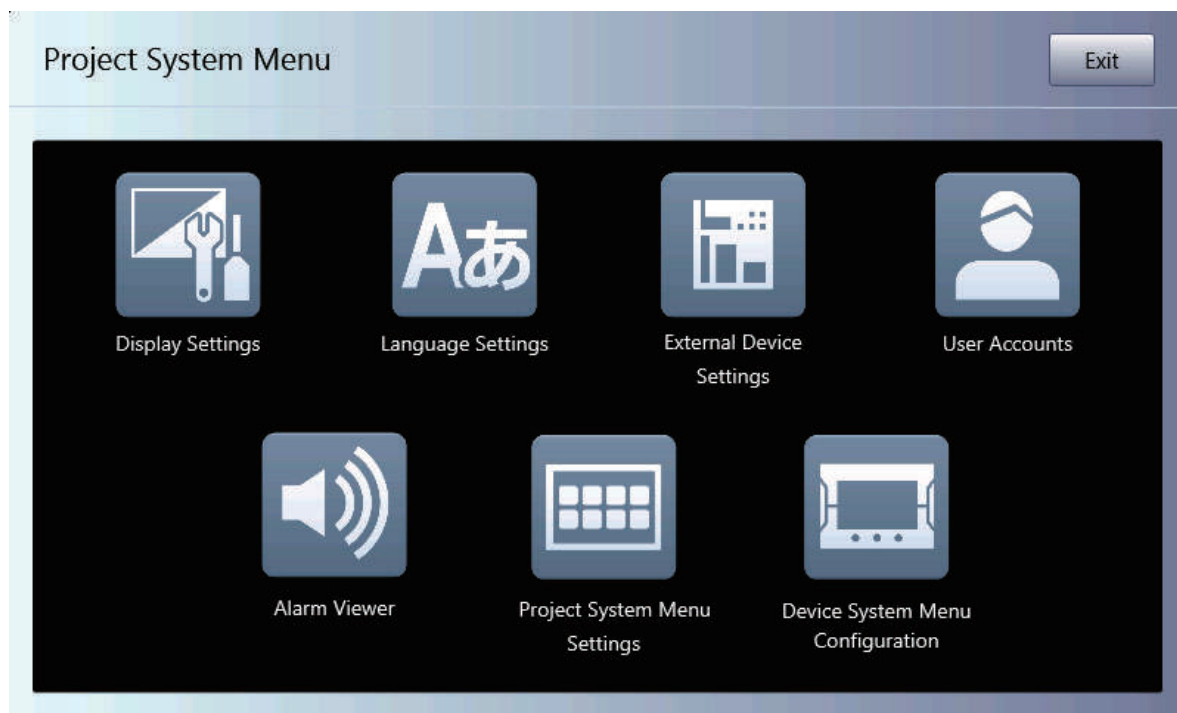 Project System Menu
Exit
Aあ
Display Settings
Language Settings
External Device
Settings
User Accounts
Alarm Viewer
Project System Menu
Settings
Device System Menu
Configuration